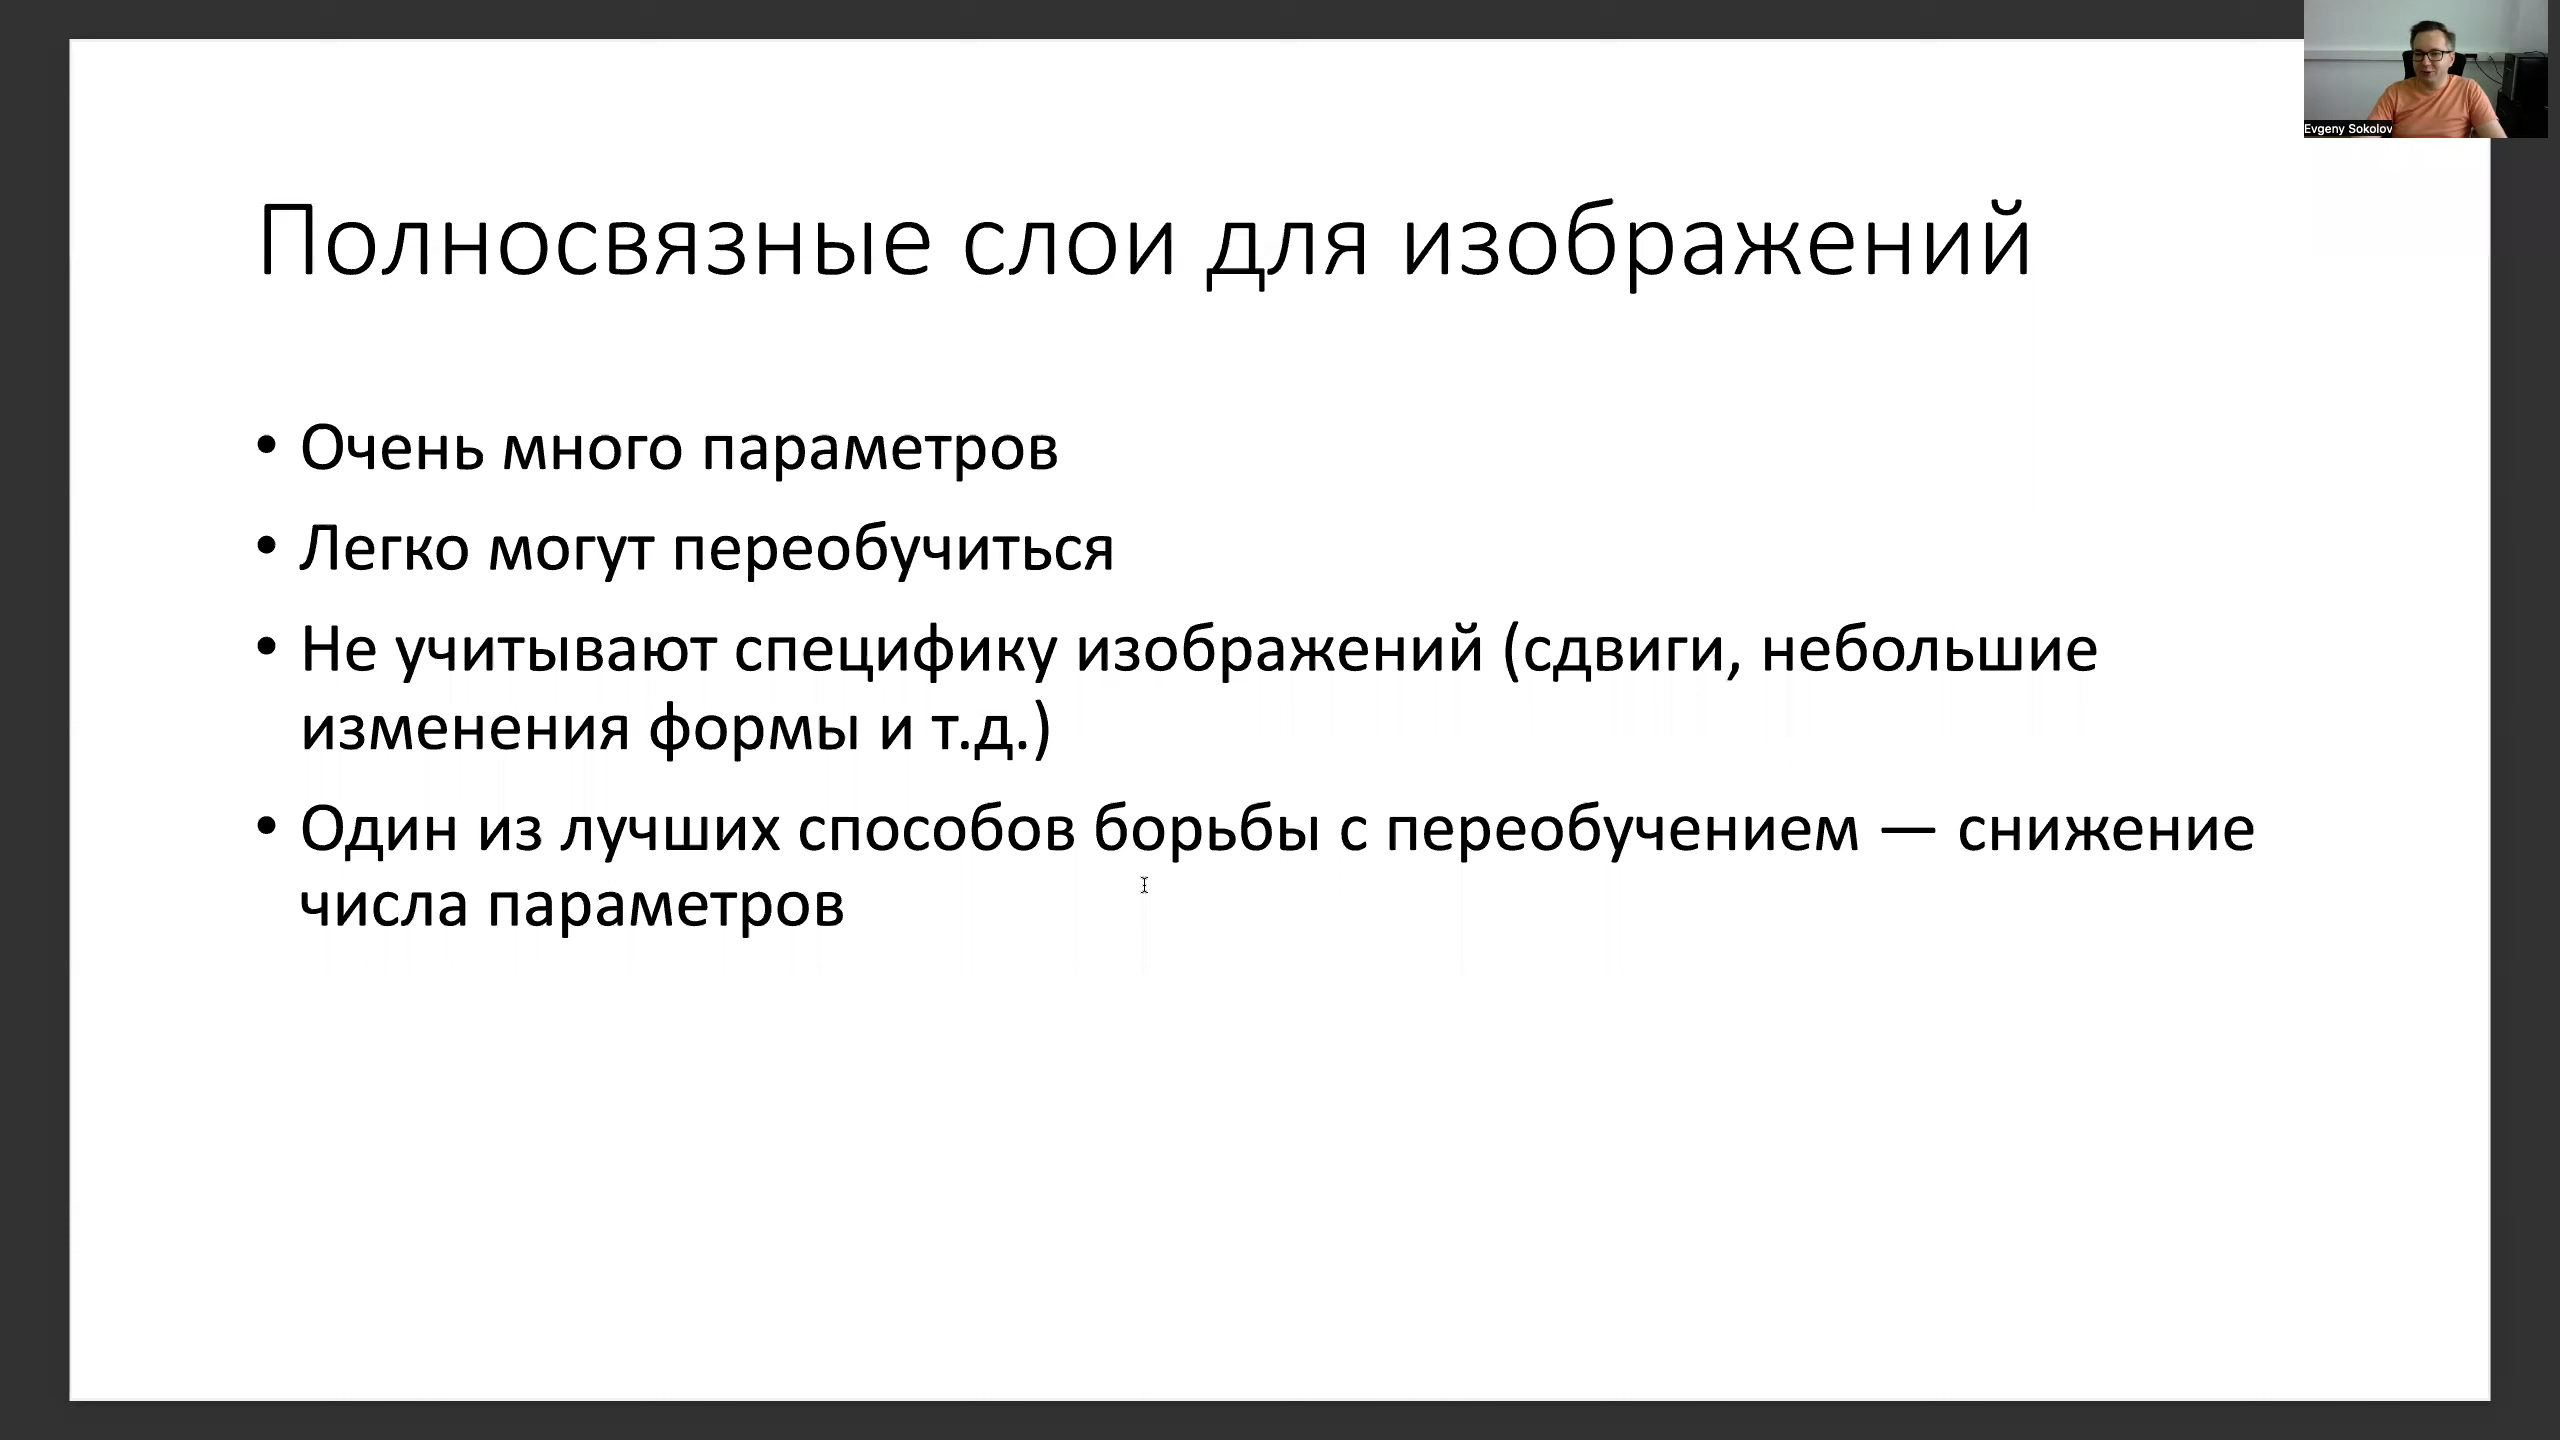 Evgeny Sokolov
Полносвязные слои для изображений
• Очень много параметров
• Легко могут переобучиться
• Не учитывают специфику изображений (сдвиги, небольшие
изменения формы и т.д.)
• Один из лучших способов борьбы с переобучением — снижение
числа параметров